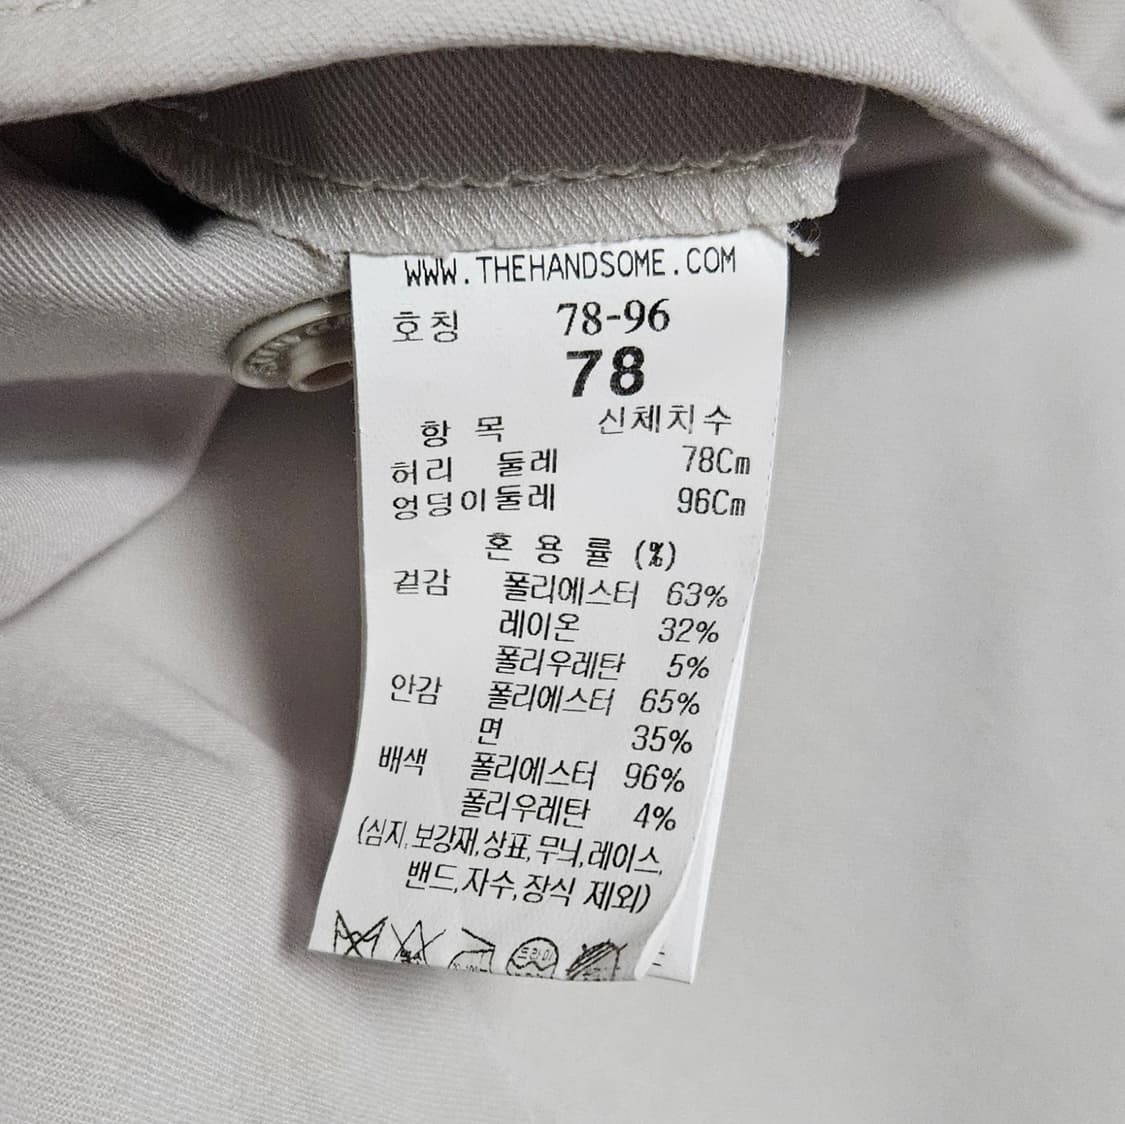 WWW.THEHANDSOME.COM
호칭 78-96
78
항 목 신체치수
허리 둘레 78Cm
엉덩이둘레 96Cm
혼 용 률 (%)
겉감 폴리에스터 63%
레이온 32%
폴리우레탄 5%
안감 폴리에스터 65%
면 35%
배색 폴리에스터 96%
폴리우레탄 4%
(심지,보강재,상표,무늬,레이스,
밴드,자수,장식 제외)
드라이